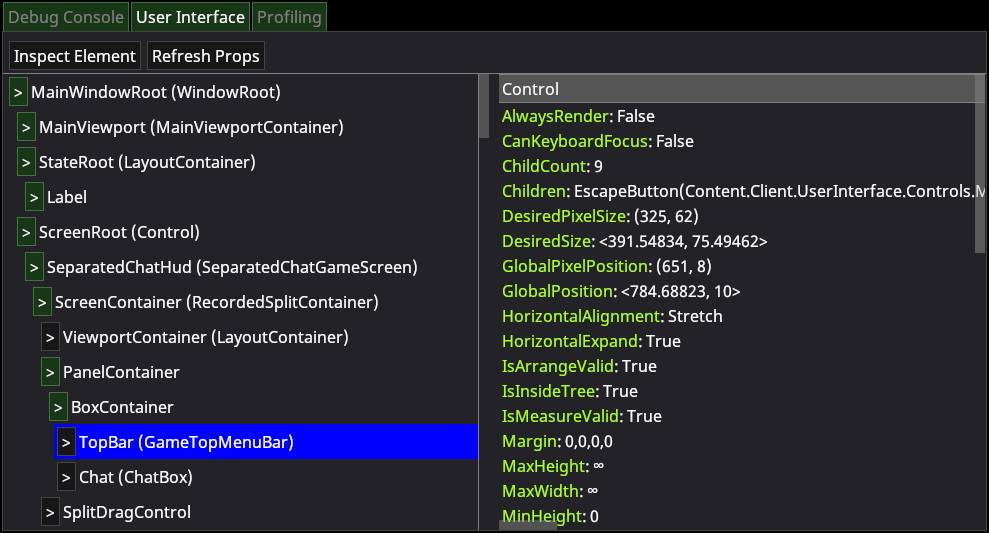 Debug Console User Interface Profiling
Inspect Element Refresh Props
> MainWindowRoot (WindowRoot)
> MainViewport (MainViewportContainer)
> StateRoot (LayoutContainer)
> Label
> ScreenRoot (Control)
> SeparatedChatHud (SeparatedChatGameScreen)
> ScreenContainer (RecordedSplitContainer)
> ViewportContainer (LayoutContainer)
> PanelContainer
> BoxContainer
> TopBar (GameTopMenuBar)
> Chat (ChatBox)
> SplitDragControl
Control
AlwaysRender: False
CanKeyboardFocus: False
ChildCount: 9
Children: EscapeButton(Content.Client.UserInterface.Controls.M
DesiredPixelSize: (325, 62)
DesiredSize: <391.54834, 75.49462>
GlobalPixelPosition: (651, 8)
GlobalPosition: <784.68823, 10>
HorizontalAlignment: Stretch
HorizontalExpand: True
IsArrangeValid: True
IsInsideTree: True
IsMeasureValid: True
Margin: 0,0,0,0
MaxHeight: ∞
MaxWidth: ∞
MinHeight: 0